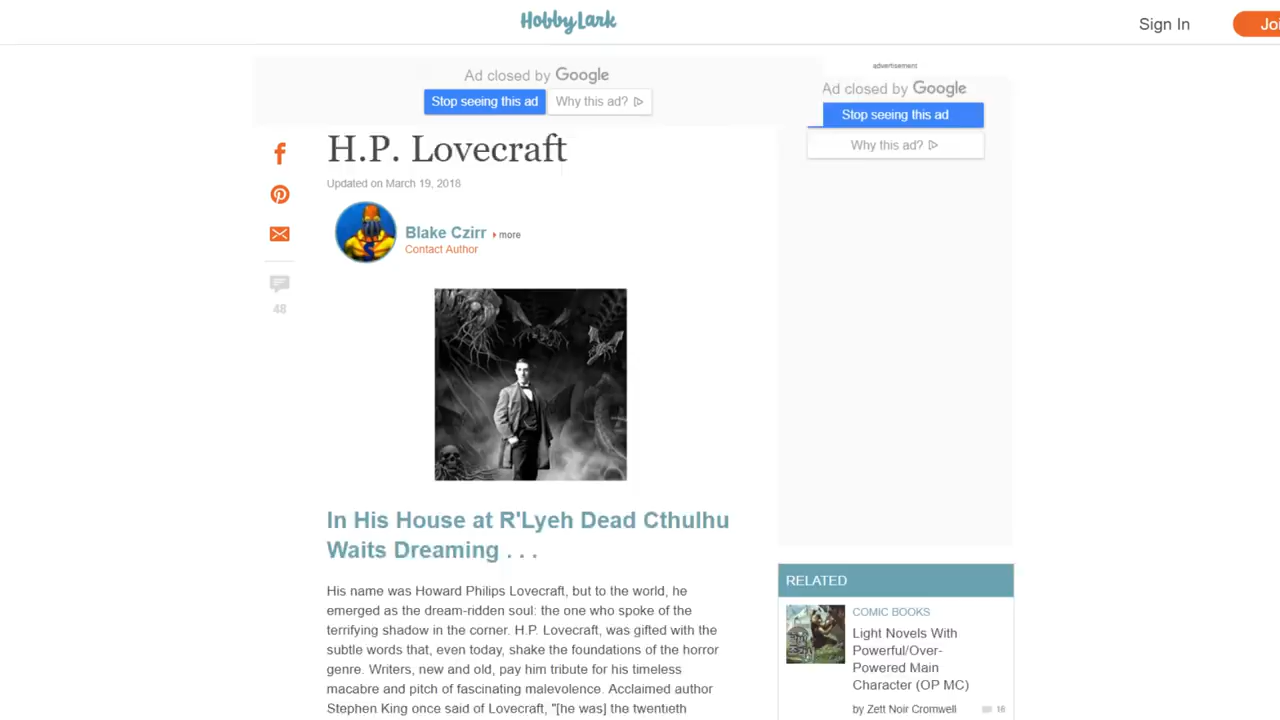 HobbyLark
Sign In
Joi
advertisement
Ad closed by Google
Stop seeing this ad
Why this ad?
Ad closed by Google
Stop seeing this ad
Why this ad?
H.P. Lovecraft
Updated on March 19, 2018
Blake Czirr more
Contact Author
48
In His House at R'Lyeh Dead Cthulhu
Waits Dreaming . . .
His name was Howard Philips Lovecraft, but to the world, he
emerged as the dream-ridden soul: the one who spoke of the
terrifying shadow in the corner. H.P. Lovecraft, was gifted with the
subtle words that, even today, shake the foundations of the horror
genre. Writers, new and old, pay him tribute for his timeless
macabre and pitch of fascinating malevolence. Acclaimed author
Stephen King once said of Lovecraft, "[he was] the twentieth
RELATED
COMIC BOOKS
Light Novels With
Powerful/Over-
Powered Main
Character (OP MC)
by Zett Noir Cromwell
16